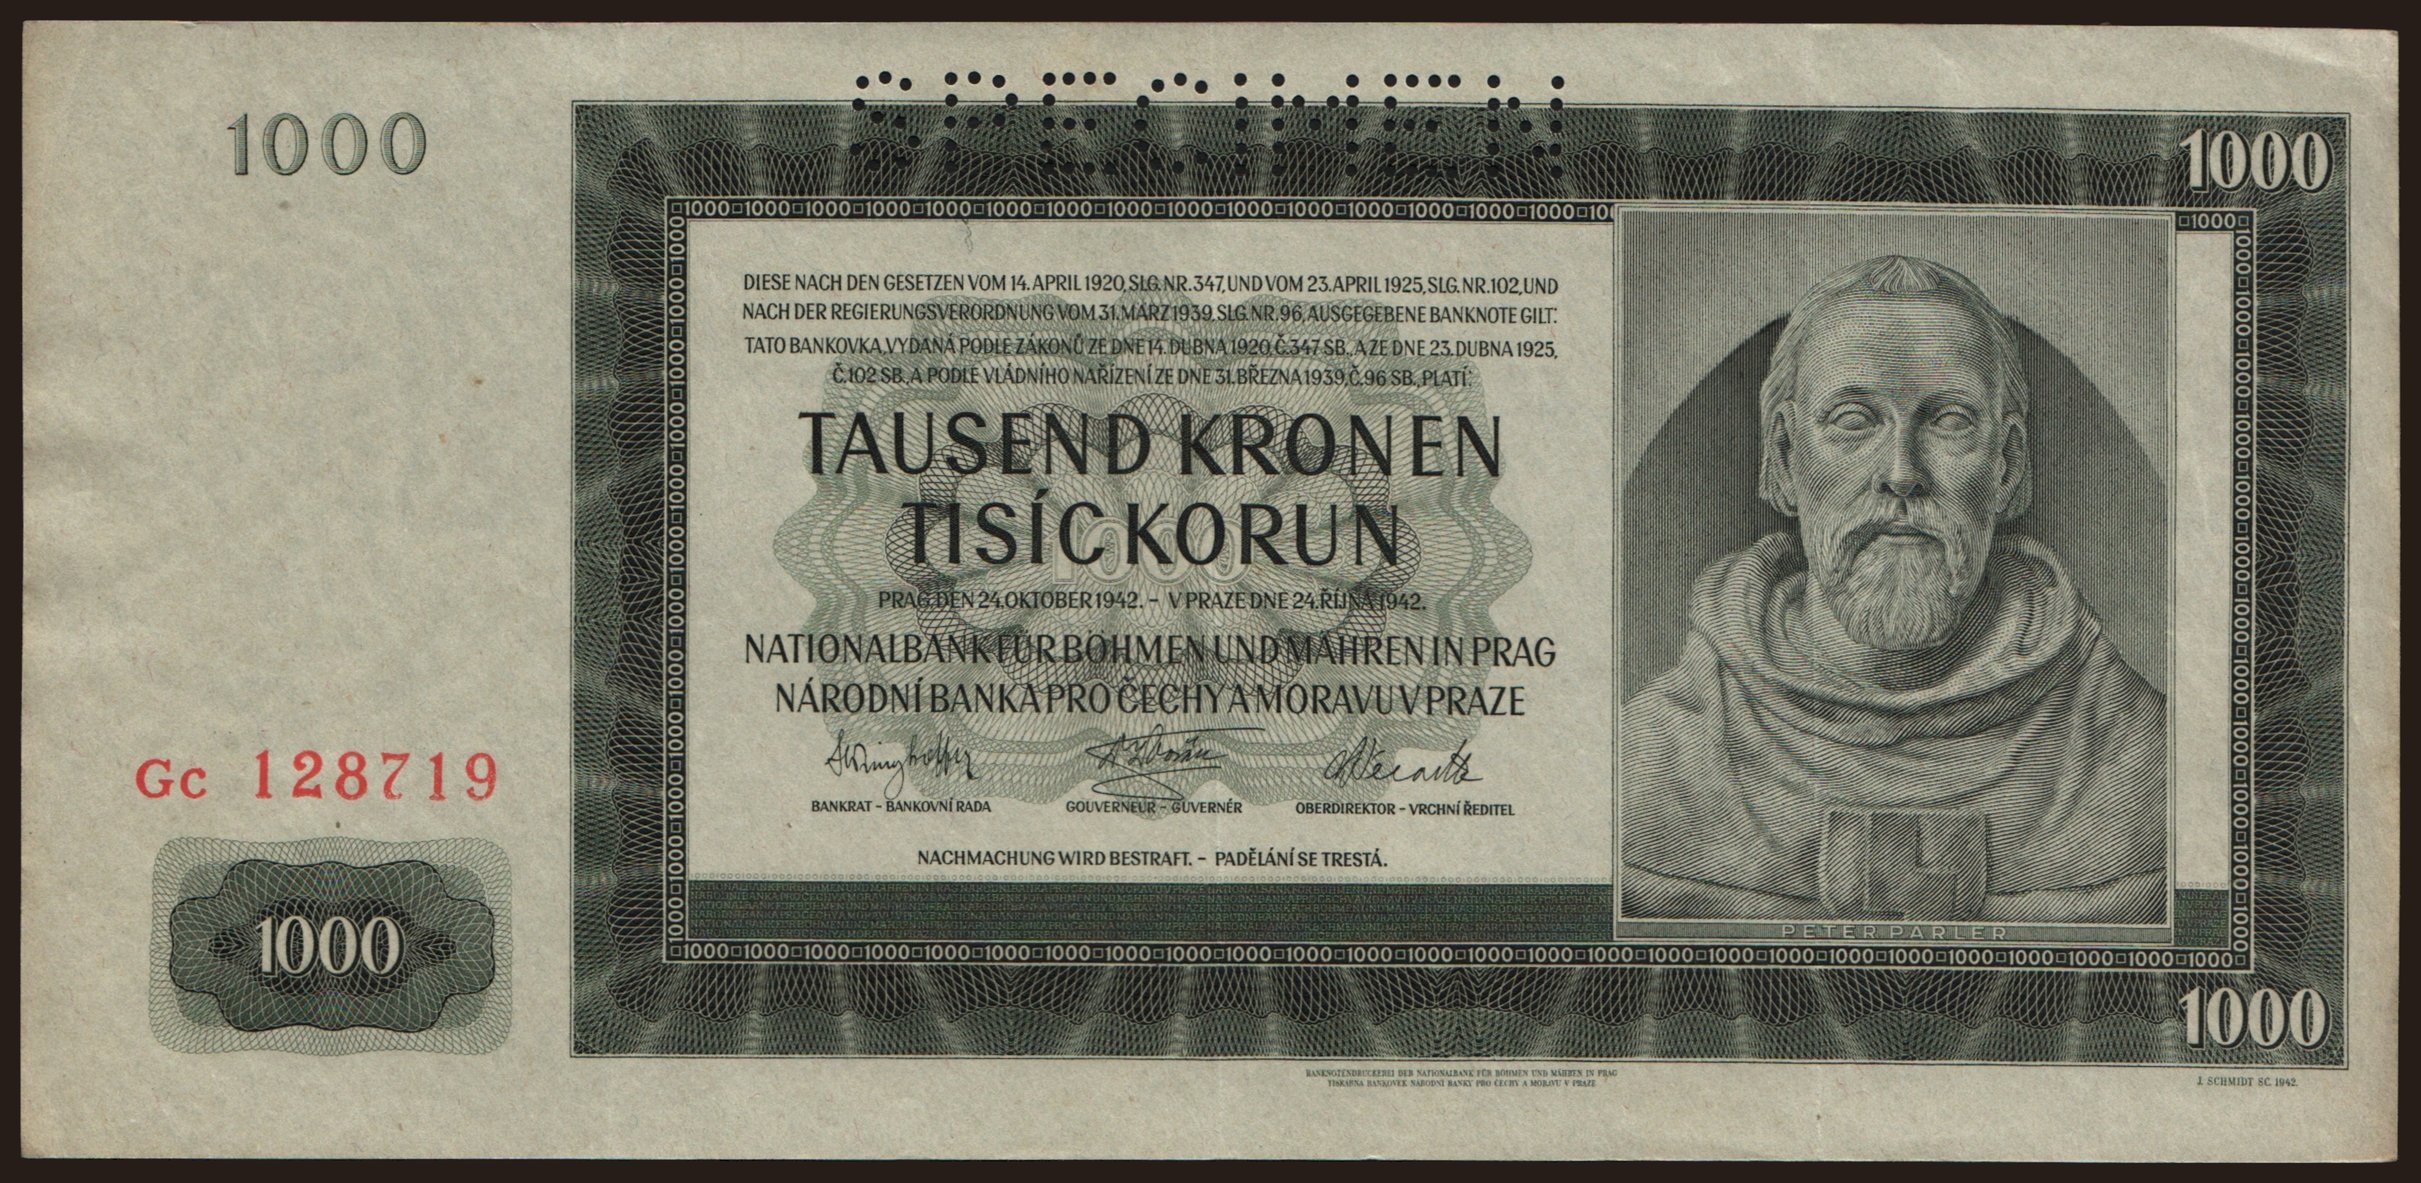 SPECIMEN
1000
1000
DIESE NACH DEN GESETZEN VOM 14. APRIL 1920, SLG. NR. 347, UND VOM 23. APRIL 1925, SLG. NR. 102, UND
NACH DER REGIERUNGSVERORDNUNG VOM 31. MÄRZ 1939, SLG. NR. 96, AUSGEGEBENE BANKNOTE GILT:
TATO BANKOVKA, VYDANÁ PODLE ZÁKONŮ ZE DNE 14. DUBNA 1920, Č. 347 SB., A ZE DNE 23. DUBNA 1925,
Č. 102 SB., A PODLE VLÁDNÍHO NAŘÍZENÍ ZE DNE 31. BŘEZNA 1939, Č. 96 SB., PLATÍ:
TAUSEND KRONEN
TISÍC KORUN
1000
PRAG, DEN 24. OKTOBER 1942. – V PRAZE DNE 24. ŘÍJNA 1942.
NATIONALBANK FÜR BÖHMEN UND MÄHREN IN PRAG
NÁRODNÍ BANKA PRO ČECHY A MORAVU V PRAZE
BANKRAT – BANKOVNÍ RADA
GOUVERNEUR – GUVERNÉR
OBERDIREKTOR – VRCHNÍ ŘEDITEL
NACHMACHUNG WIRD BESTRAFT. – PADĚLÁNÍ SE TRESTÁ.
Gc 128719
1000
PETER PARLER
1000
BANKNOTENDRUCKEREI DER NATIONALBANK FÜR BÖHMEN UND MÄHREN IN PRAG
TISKÁRNA BANKOVEK NÁRODNÍ BANKY PRO ČECHY A MORAVU V PRAZE
J. SCHMIDT SC. 1942.